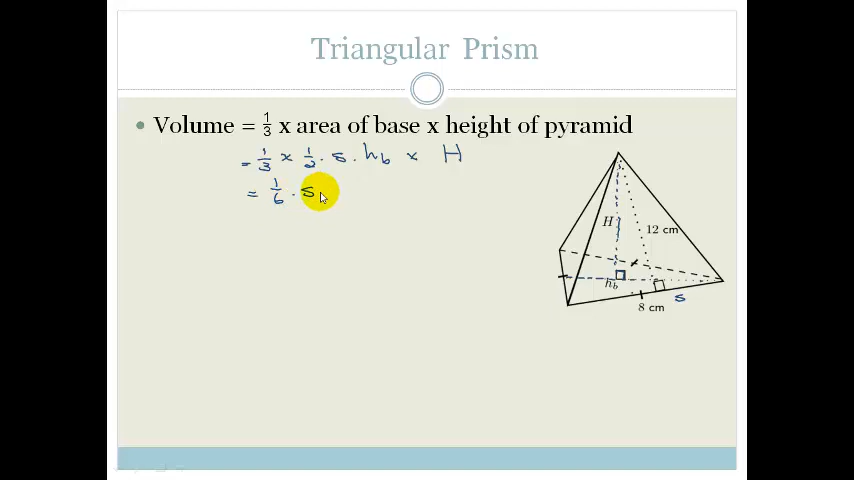 Triangular Prism
• Volume = 1/3 x area of base x height of pyramid
= 1/3 x 1/2 . s . hb x H
= 1/6 . s
H
12 cm
hb
s
8 cm